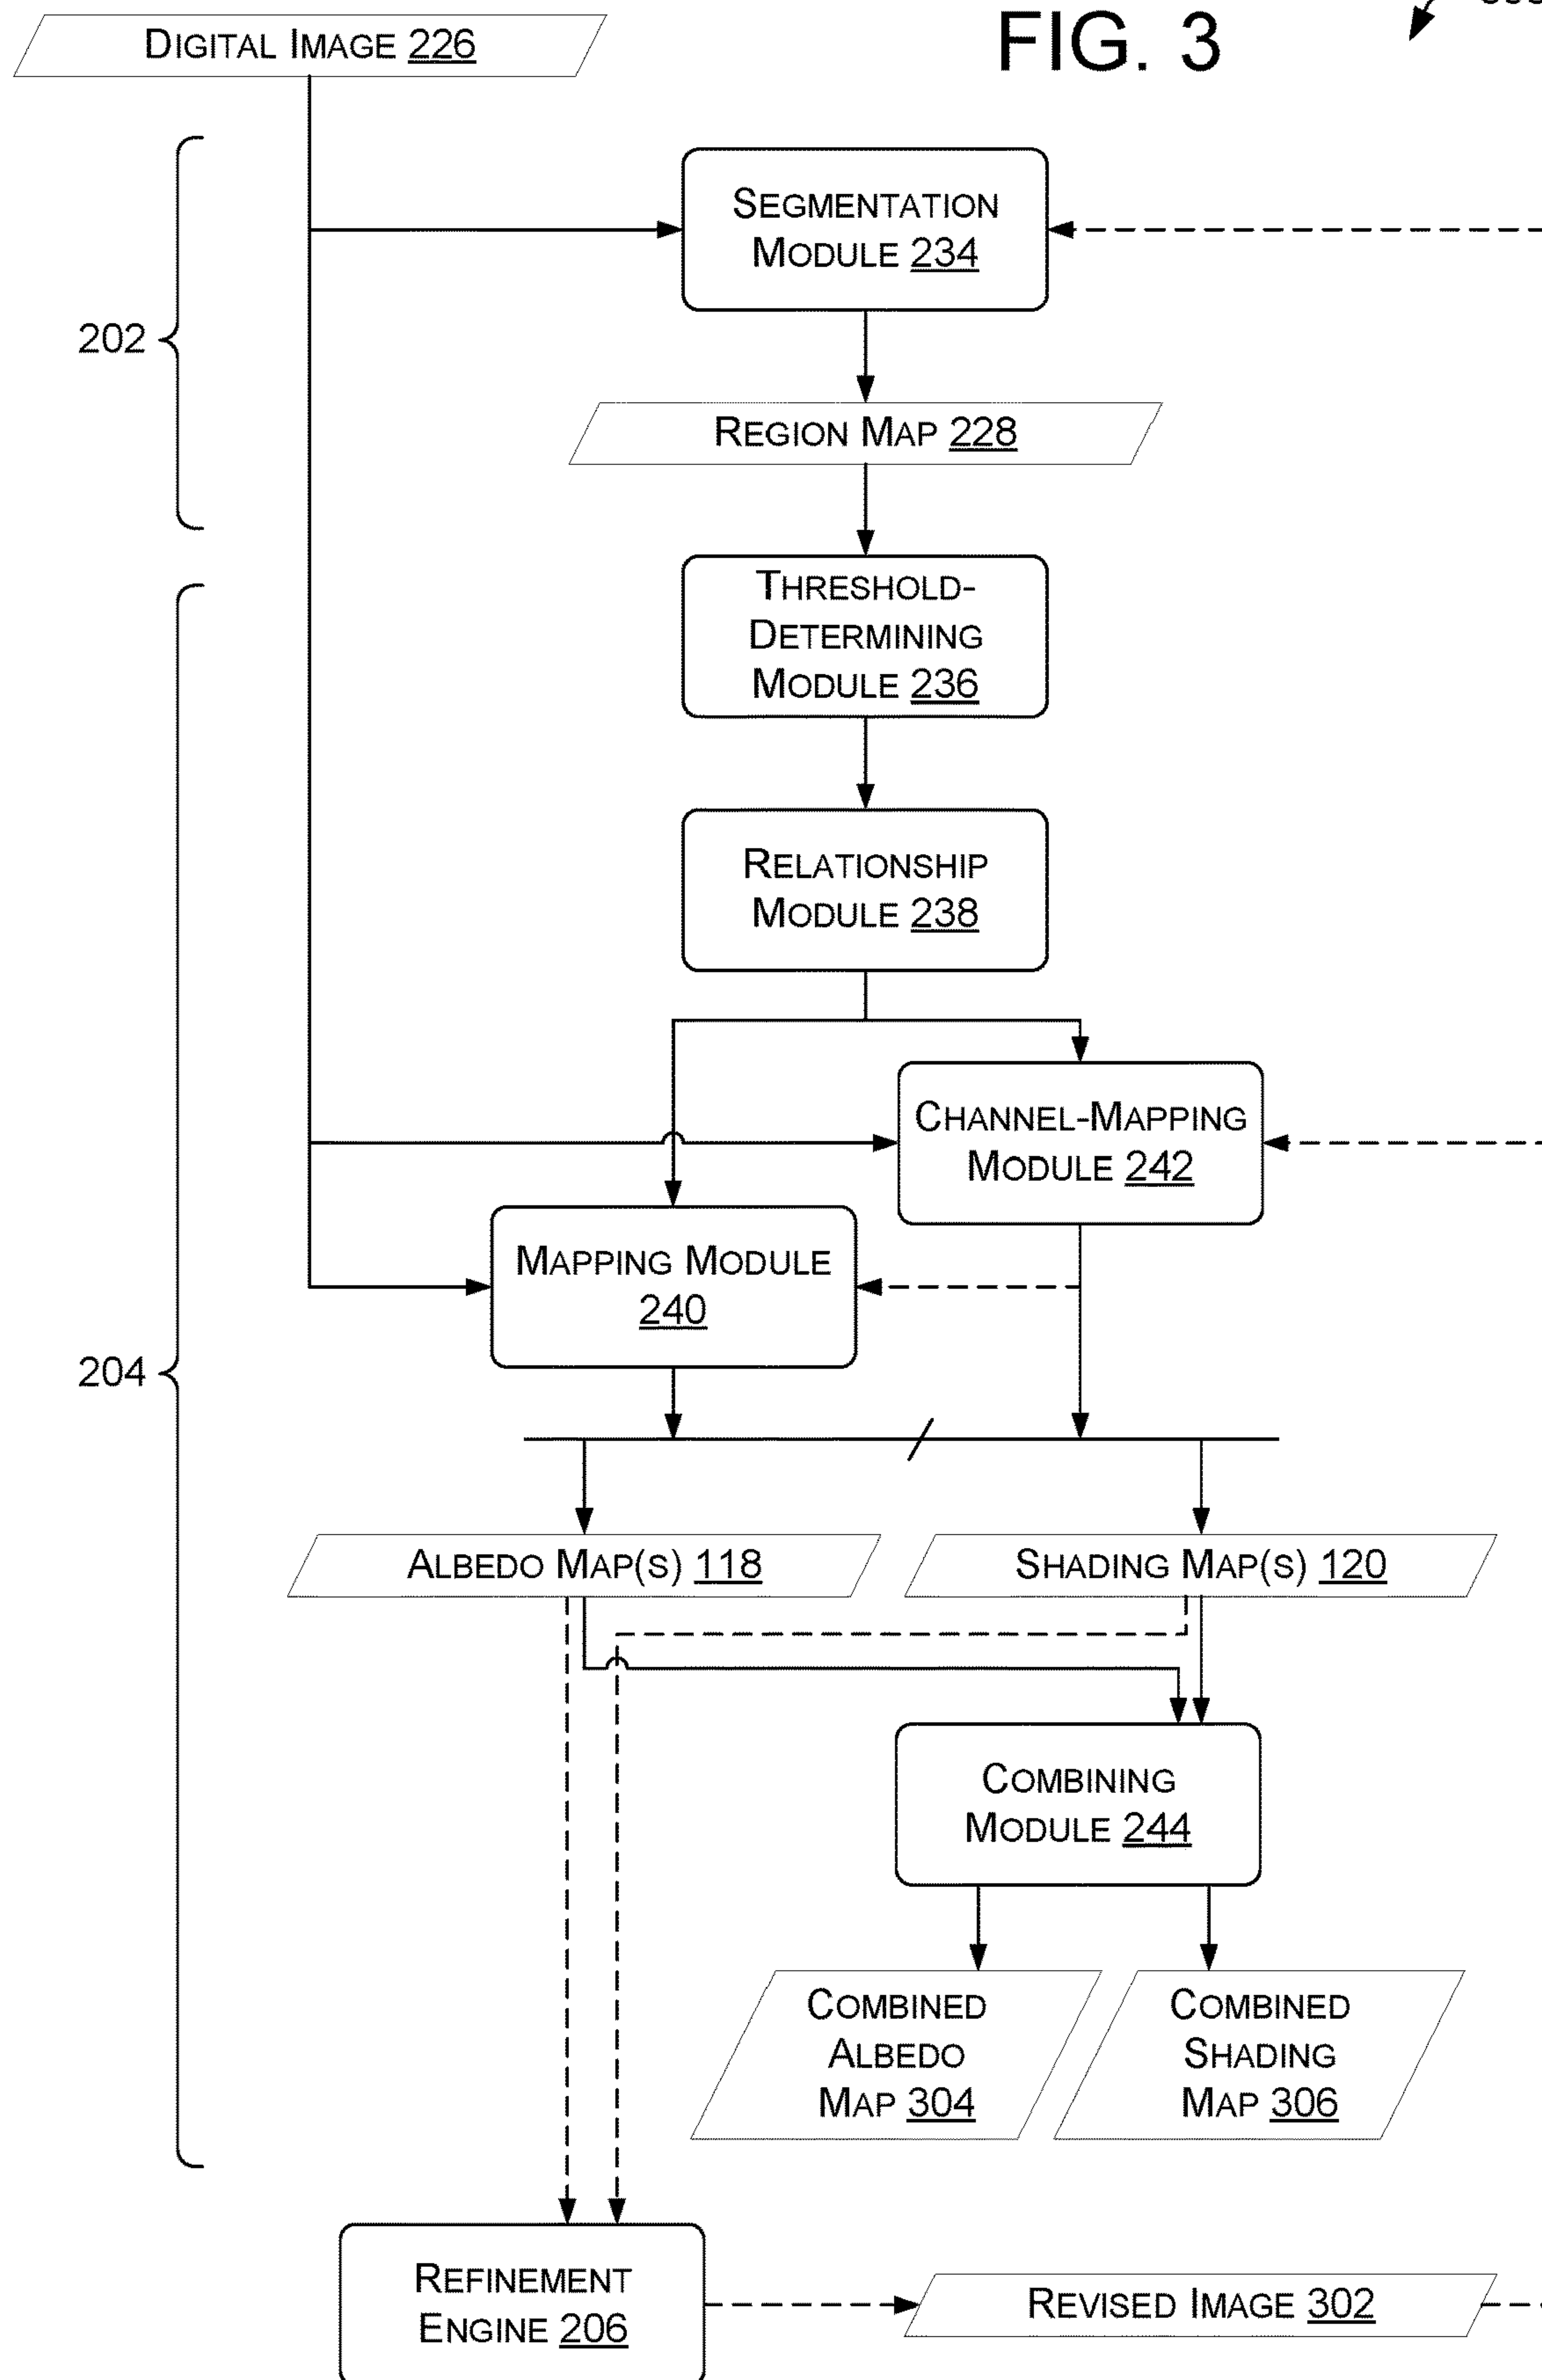 FIG. 3
DIGITAL IMAGE 226
SEGMENTATION
MODULE 234
202
REGION MAP 228
THRESHOLD-
DETERMINING
MODULE 236
RELATIONSHIP
MODULE 238
CHANNEL-MAPPING
MODULE 242
MAPPING MODULE
240
204
ALBEDO MAP(S) 118
SHADING MAP(S) 120
COMBINING
MODULE 244
COMBINED
ALBEDO
MAP 304
COMBINED
SHADING
MAP 306
REFINEMENT
ENGINE 206
REVISED IMAGE 302